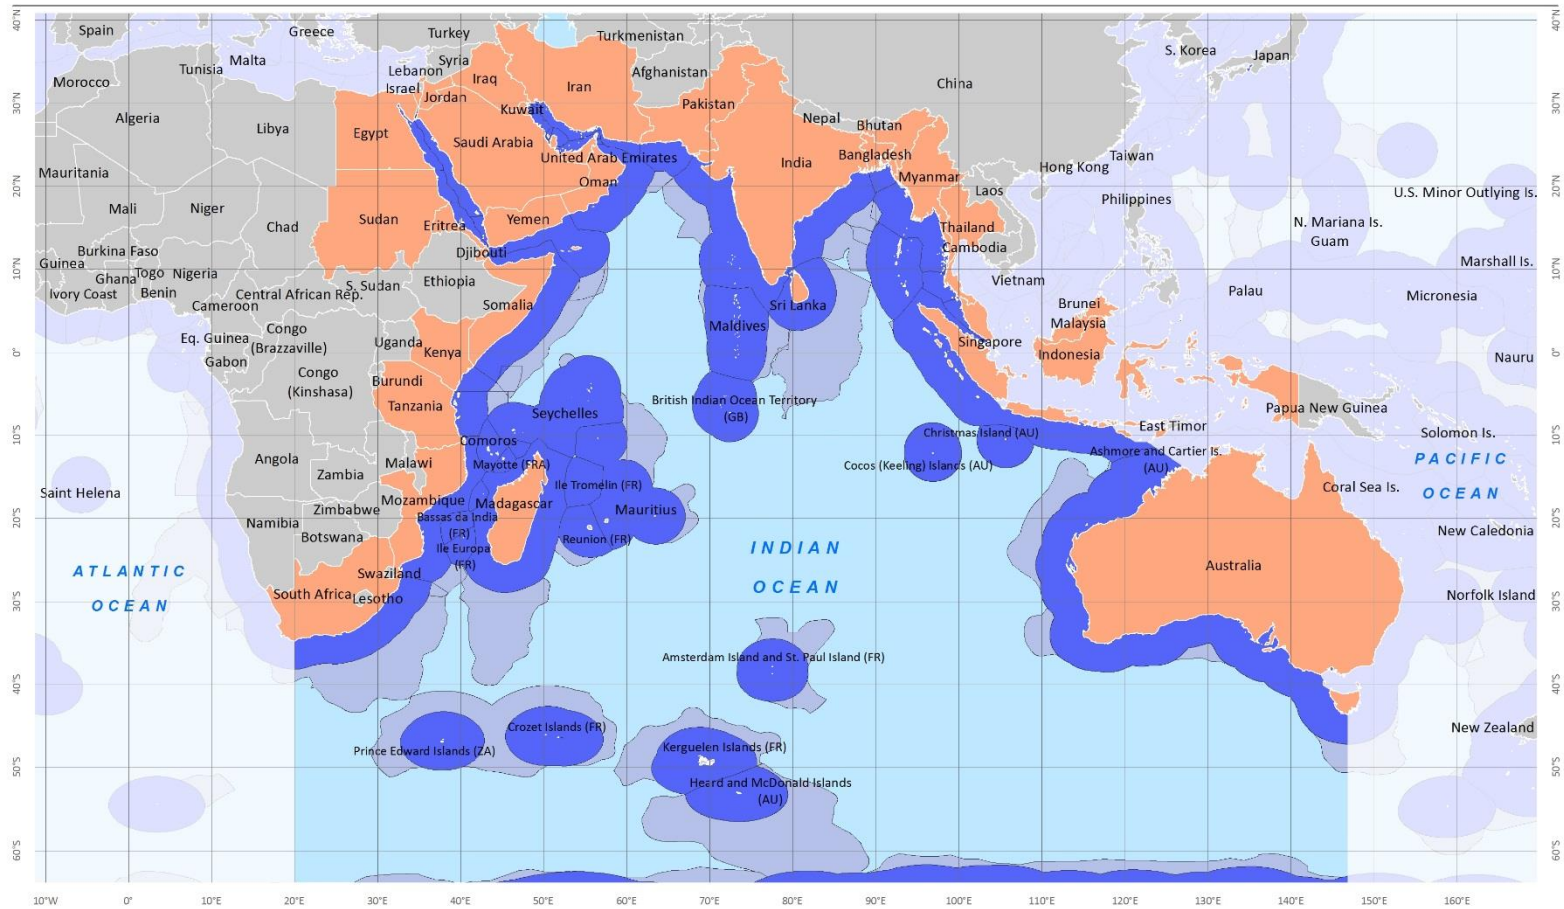 40°N
40°N
Spain
Greece
Turkey
Turkmenistan
S. Korea
Japan
Malta
Tunisia
Syria
Lebanon
Israel
Morocco
Iraq
Iran
Afghanistan
China
30°N
30°N
Jordan
Kuwait
Pakistan
Algeria
Libya
Egypt
Saudi Arabia
Nepal
Bhutan
United Arab Emirates
India
Bangladesh
Taiwan
Hong Kong
Mauritania
Oman
Myanmar
Laos
20°N
20°N
U.S. Minor Outlying Is.
Philippines
Mali
Niger
Chad
Sudan
Eritrea
Yemen
Thailand
N. Mariana Is.
Guam
Cambodia
Djibouti
Burkina Faso
Guinea
Ghana
Togo
Nigeria
Benin
Ivory Coast
Marshall Is.
10°N
10°N
Ethiopia
S. Sudan
Central African Rep.
Cameroon
Somalia
Sri Lanka
Vietnam
Palau
Micronesia
Brunei
Malaysia
Maldives
Congo
(Brazzaville)
Eq. Guinea
Gabon
Uganda
Kenya
Singapore
Indonesia
0°
0°
Nauru
Congo
(Kinshasa)
Burundi
Tanzania
Seychelles
British Indian Ocean Territory
(GB)
Papua New Guinea
East Timor
Solomon Is.
10°S
10°S
Comoros
Christmas Island (AU)
Ashmore and Cartier Is.
(AU)
Cocos (Keeling) Islands (AU)
Angola
Zambia
Malawi
Mayotte (FRA)
PACIFIC
OCEAN
Saint Helena
Mozambique
Madagascar
Ile Tromelin (FR)
Coral Sea Is.
Zimbabwe
Mauritius
Bassas da India
(FR)
20°S
20°S
Namibia
Botswana
Reunion (FR)
New Caledonia
Ile Europa
(FR)
INDIAN
OCEAN
ATLANTIC
OCEAN
Swaziland
Australia
South Africa
Lesotho
Norfolk Island
30°S
30°S
Amsterdam Island and St. Paul Island (FR)
40°S
40°S
Crozet Islands (FR)
New Zealand
Prince Edward Islands (ZA)
Kerguelen Islands (FR)
50°S
50°S
Heard and McDonald Islands
(AU)
60°S
60°S
10°W
0°
10°E
20°E
30°E
40°E
50°E
60°E
70°E
80°E
90°E
100°E
110°E
120°E
130°E
140°E
150°E
160°E